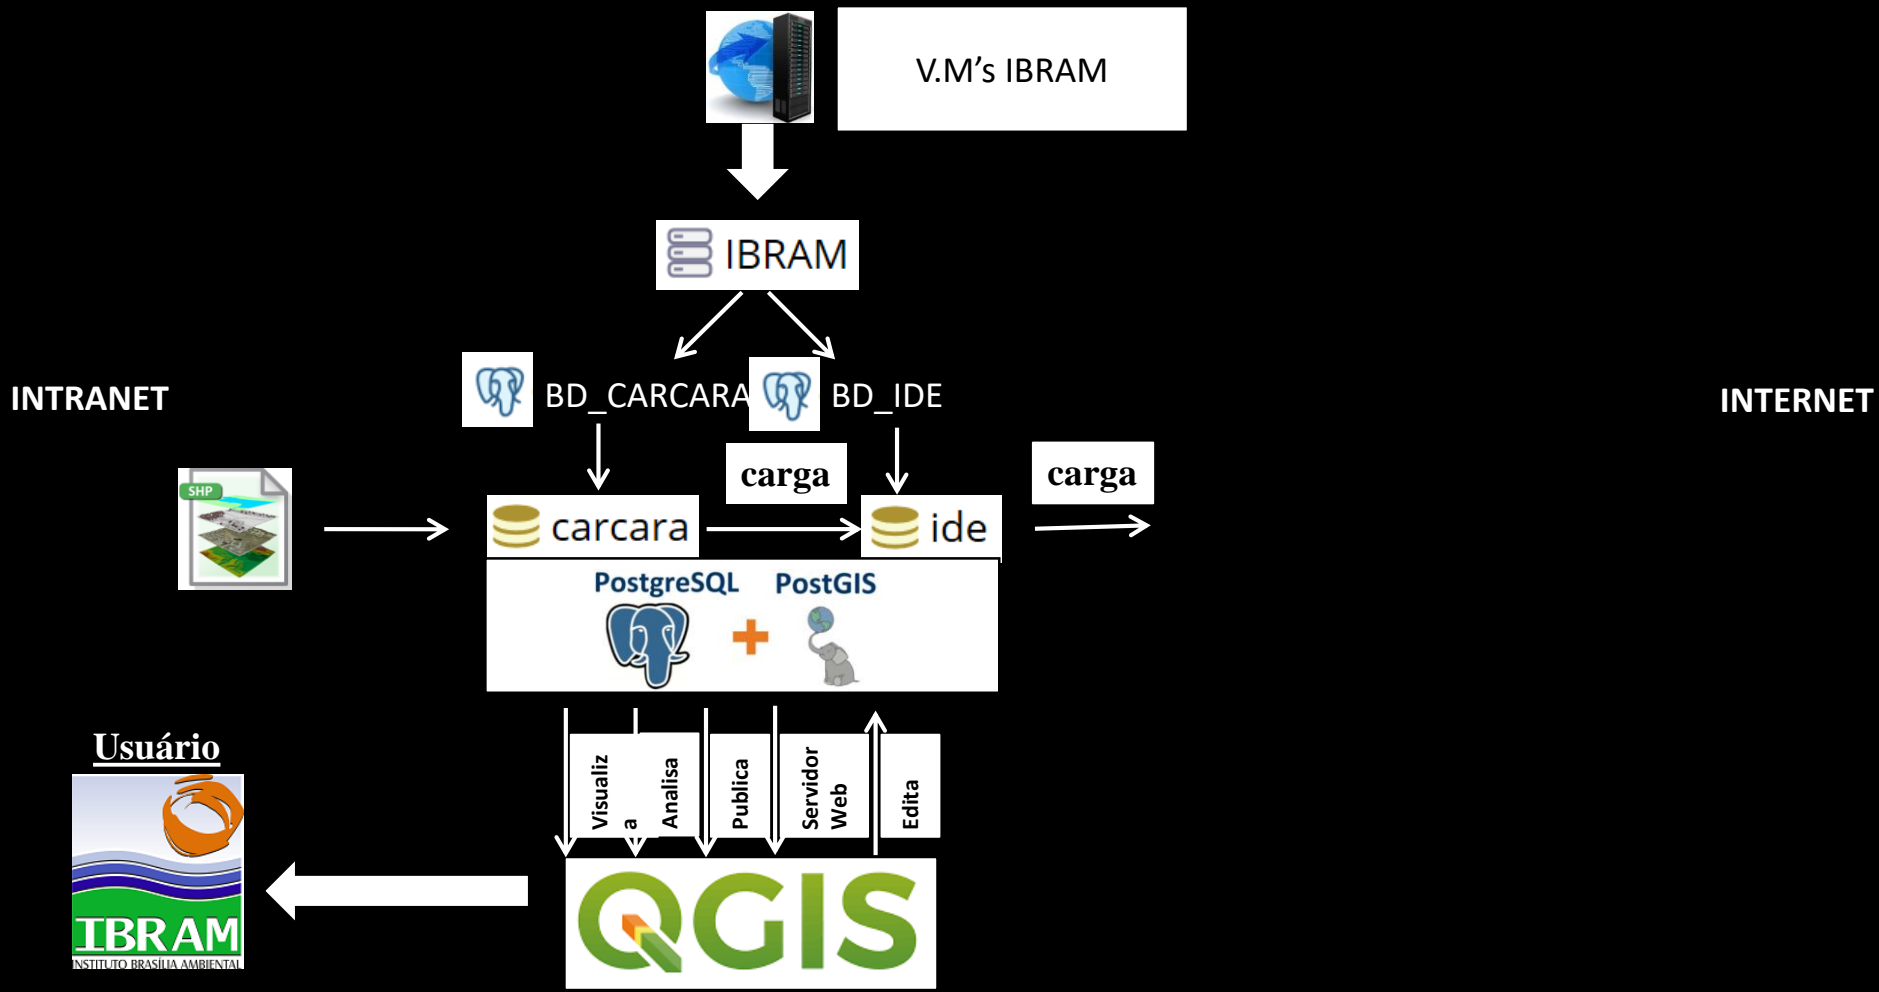 V.M's IBRAM
IBRAM
INTRANET
BD_CARCARA
BD_IDE
INTERNET
carga
carga
SHP
carcara
ide
PostgreSQL
PostGIS
Usuário
Visualiz
a
Analisa
Publica
Servidor
Web
Edita
IBRAM
INSTITUTO BRASÍLIA AMBIENTAL
QGIS